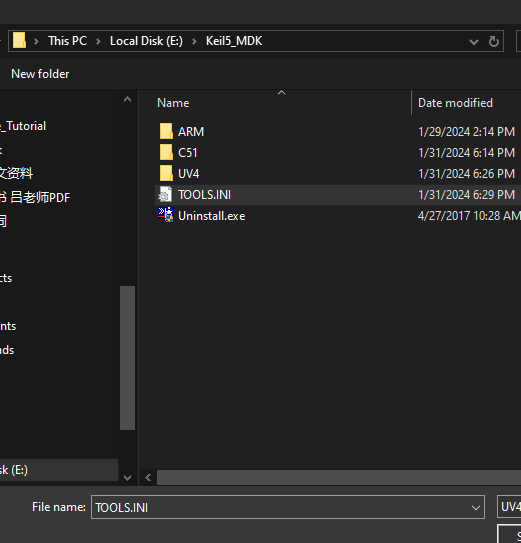 This PC > Local Disk (E:) > Keil5_MDK
New folder
Name Date modified
_Tutorial
ARM 1/29/2024 2:14 PM
C51 1/31/2024 6:14 PM
文资料
UV4 1/31/2024 6:26 PM
书 吕老师PDF
TOOLS.INI 1/31/2024 6:29 PM
Uninstall.exe 4/27/2017 10:28 AM
司
cts
nts
nds
sk (E:)
File name: TOOLS.INI UV4
S